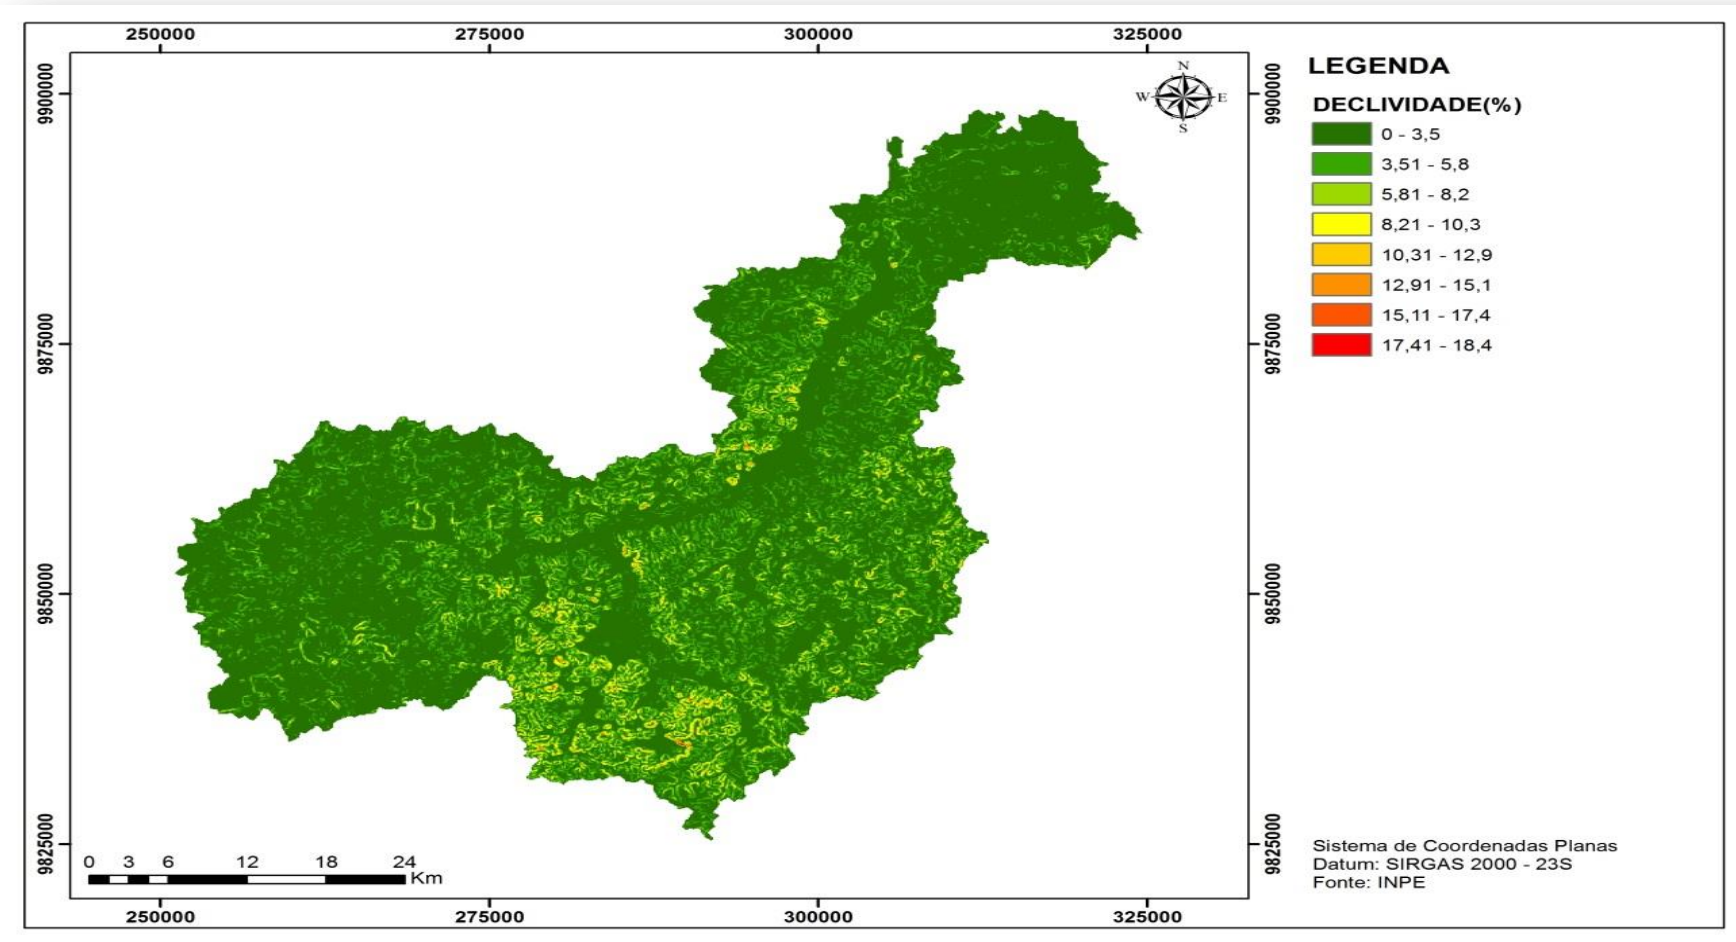 250000 275000 300000 325000
9900000
9900000
N
W E
S
9875000
9875000
9850000
9850000
9825000
9825000
0 3 6 12 18 24
Km
250000 275000 300000 325000
LEGENDA
DECLIVIDADE(%)
0 - 3,5
3,51 - 5,8
5,81 - 8,2
8,21 - 10,3
10,31 - 12,9
12,91 - 15,1
15,11 - 17,4
17,41 - 18,4
Sistema de Coordenadas Planas
Datum: SIRGAS 2000 - 23S
Fonte: INPE